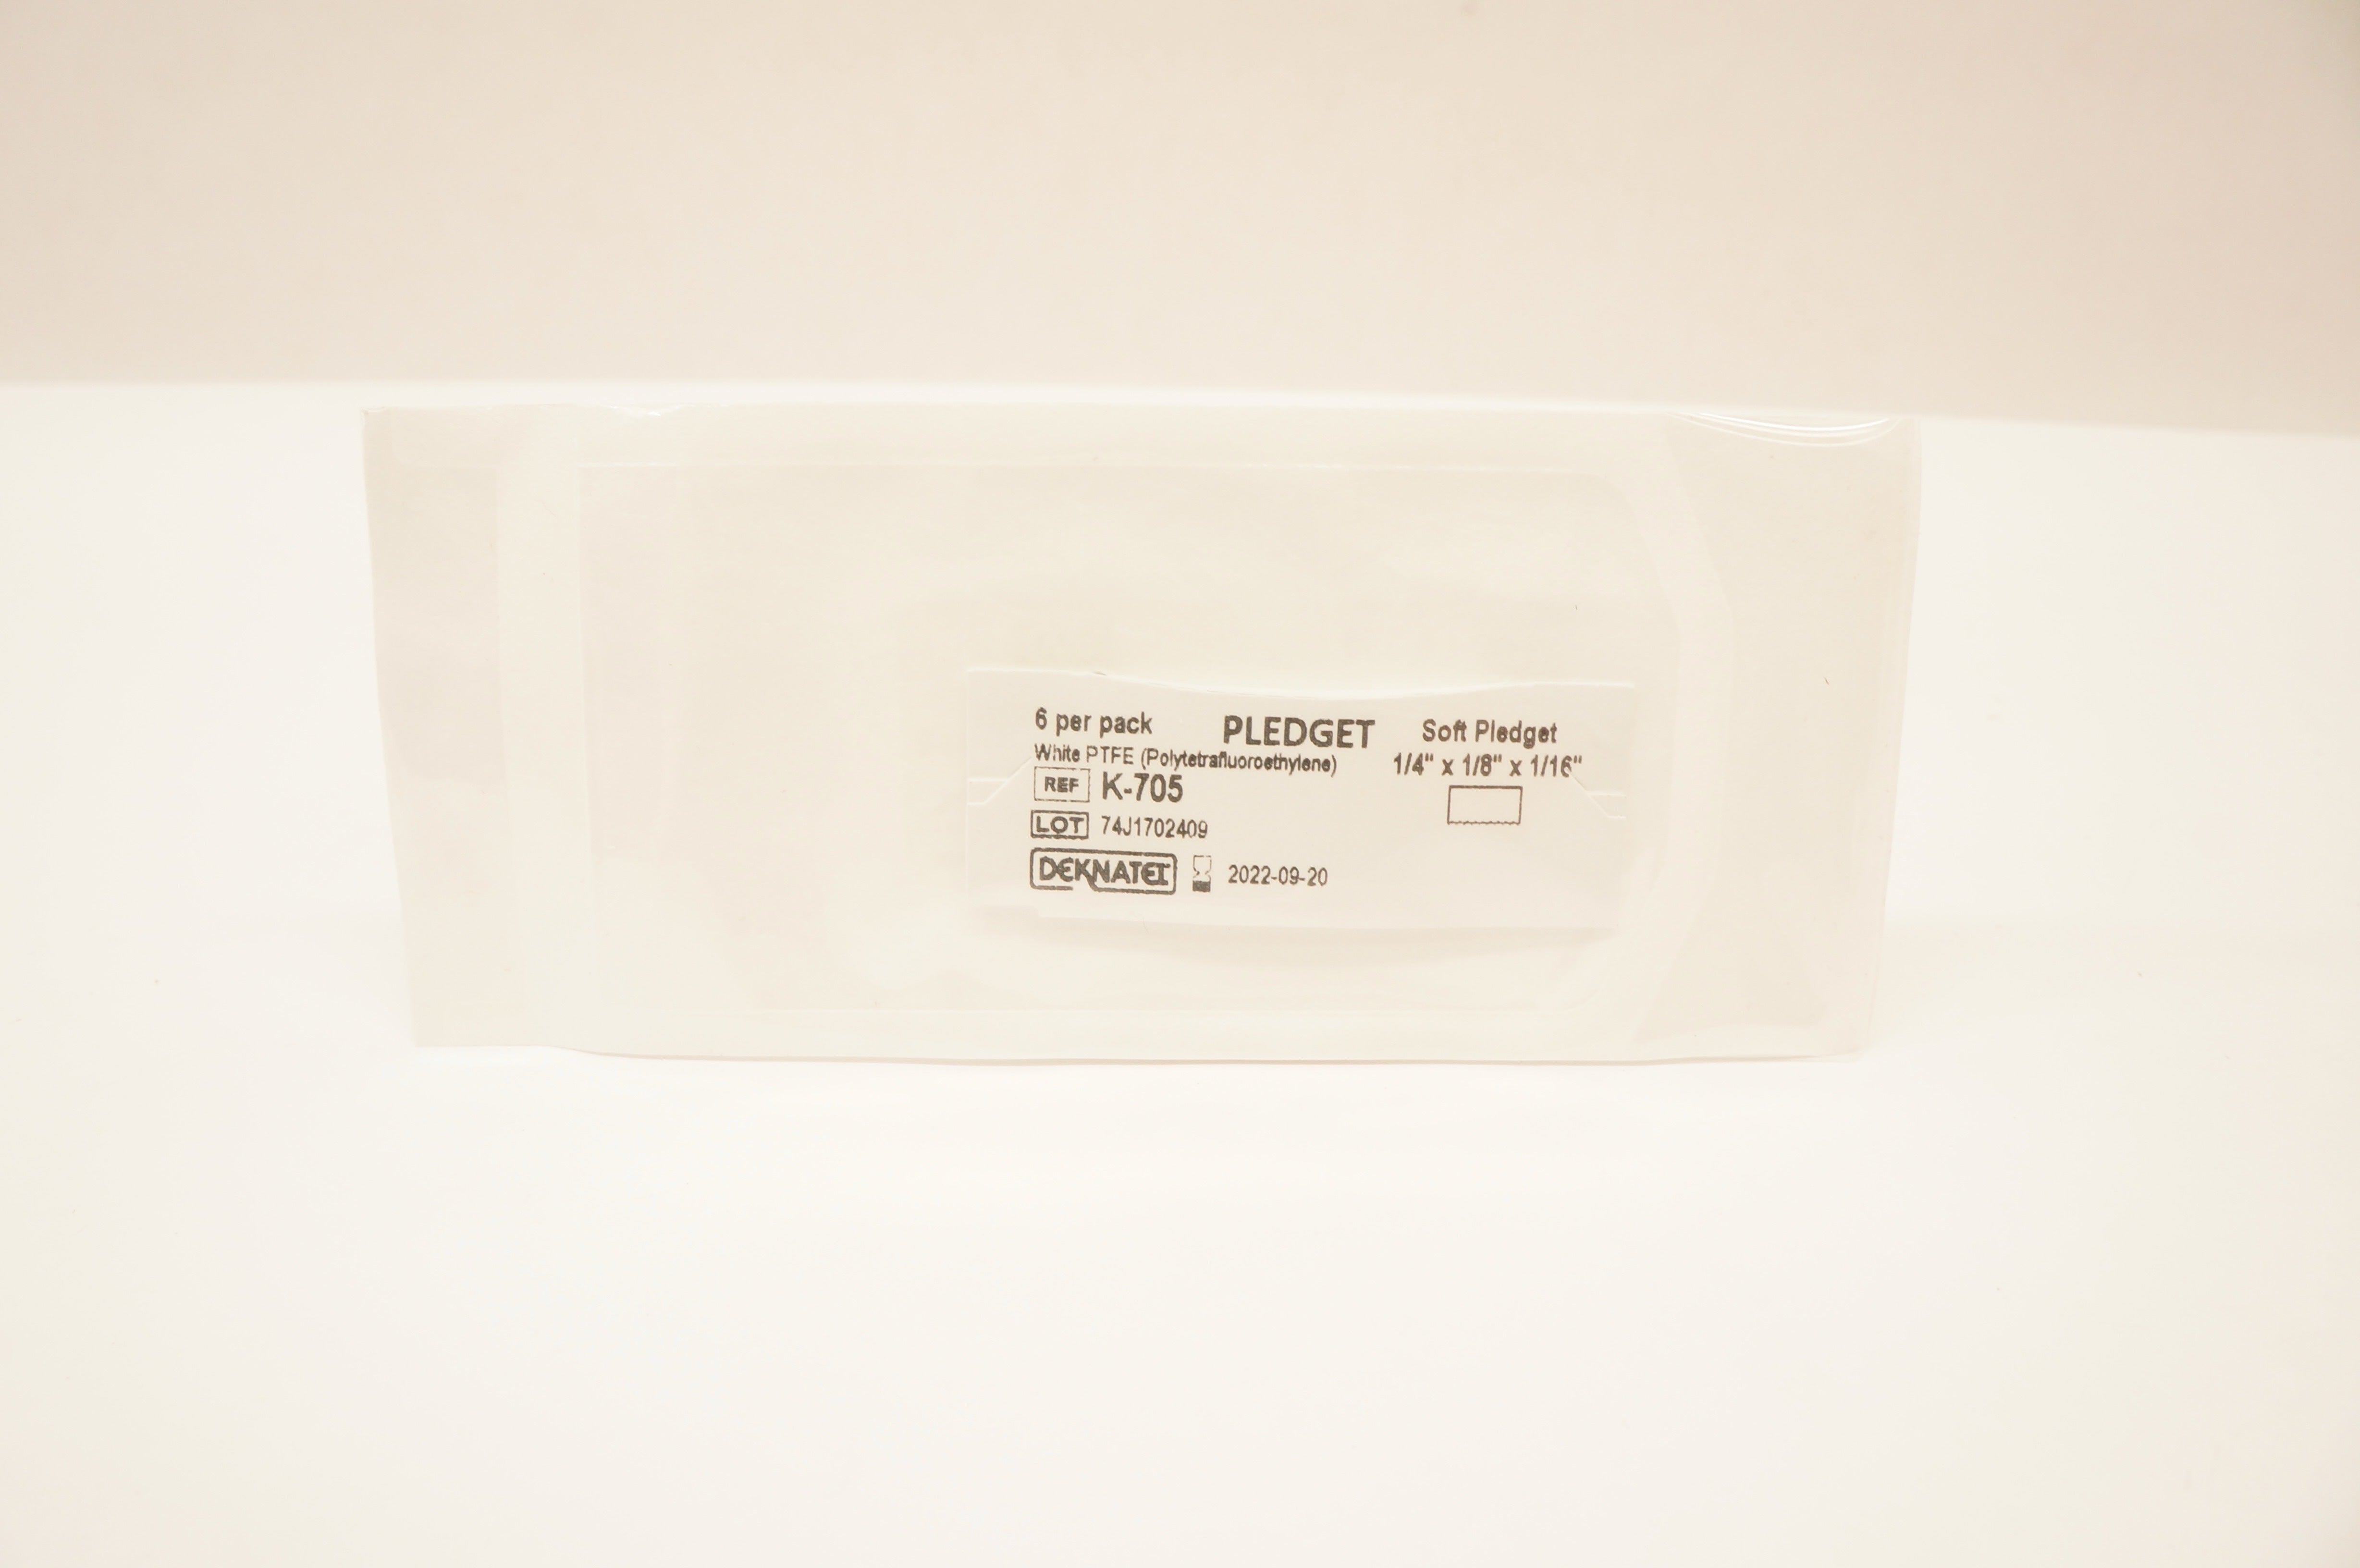 6 per pack PLEDGET Soft Pledget
White PTFE (Polytetrafluoroethylene) 1/4" x 1/8" x 1/16"
REF K-705
LOT 74J1702409
DEKNATEL 2022-09-20